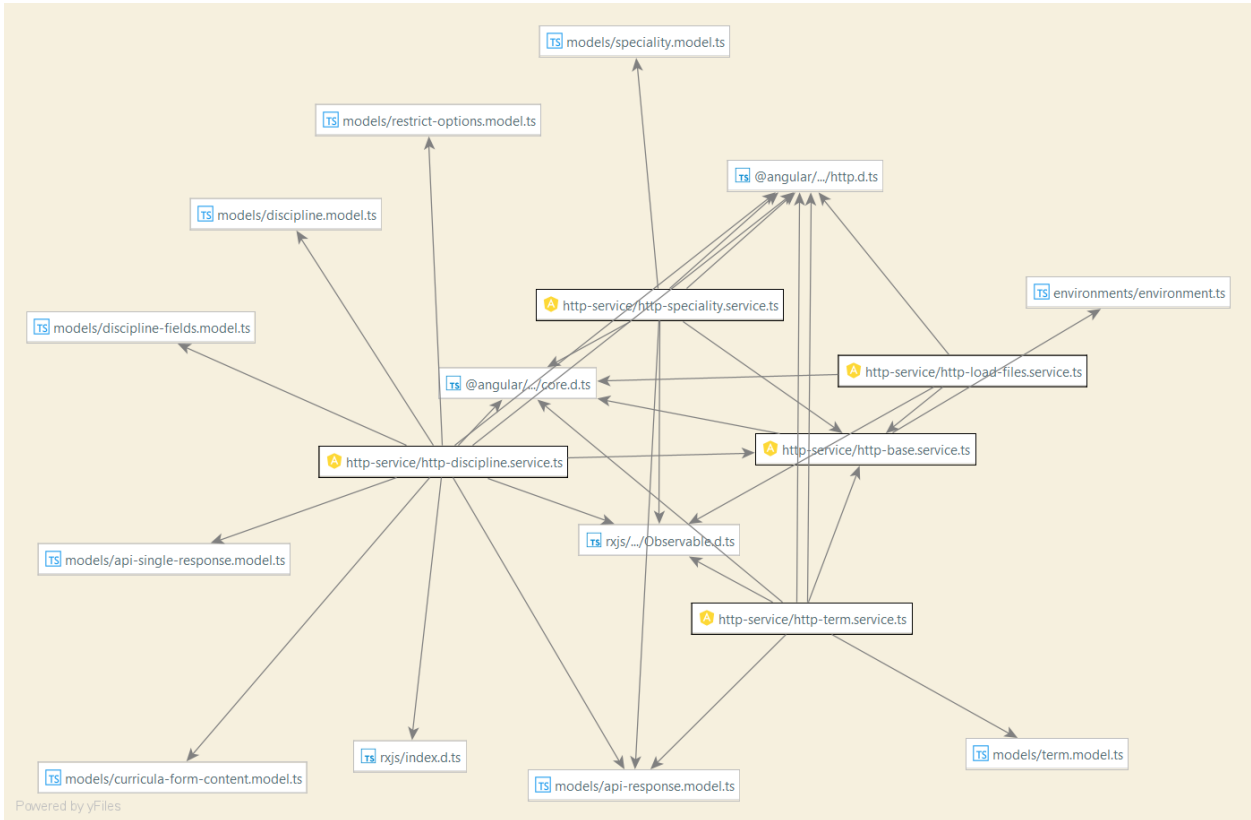 TS models/speciality.model.ts
TS models/restrict-options.model.ts
TS @angular/.../http.d.ts
TS models/discipline.model.ts
TS environments/environment.ts
A http-service/http-speciality.service.ts
TS models/discipline-fields.model.ts
A http-service/http-load-files.service.ts
TS @angular/.../core.d.ts
A http-service/http-base.service.ts
A http-service/http-discipline.service.ts
TS rxjs/.../Observable.d.ts
TS models/api-single-response.model.ts
A http-service/http-term.service.ts
TS models/term.model.ts
TS rxjs/index.d.ts
TS models/curricula-form-content.model.ts
TS models/api-response.model.ts
Powered by yFiles